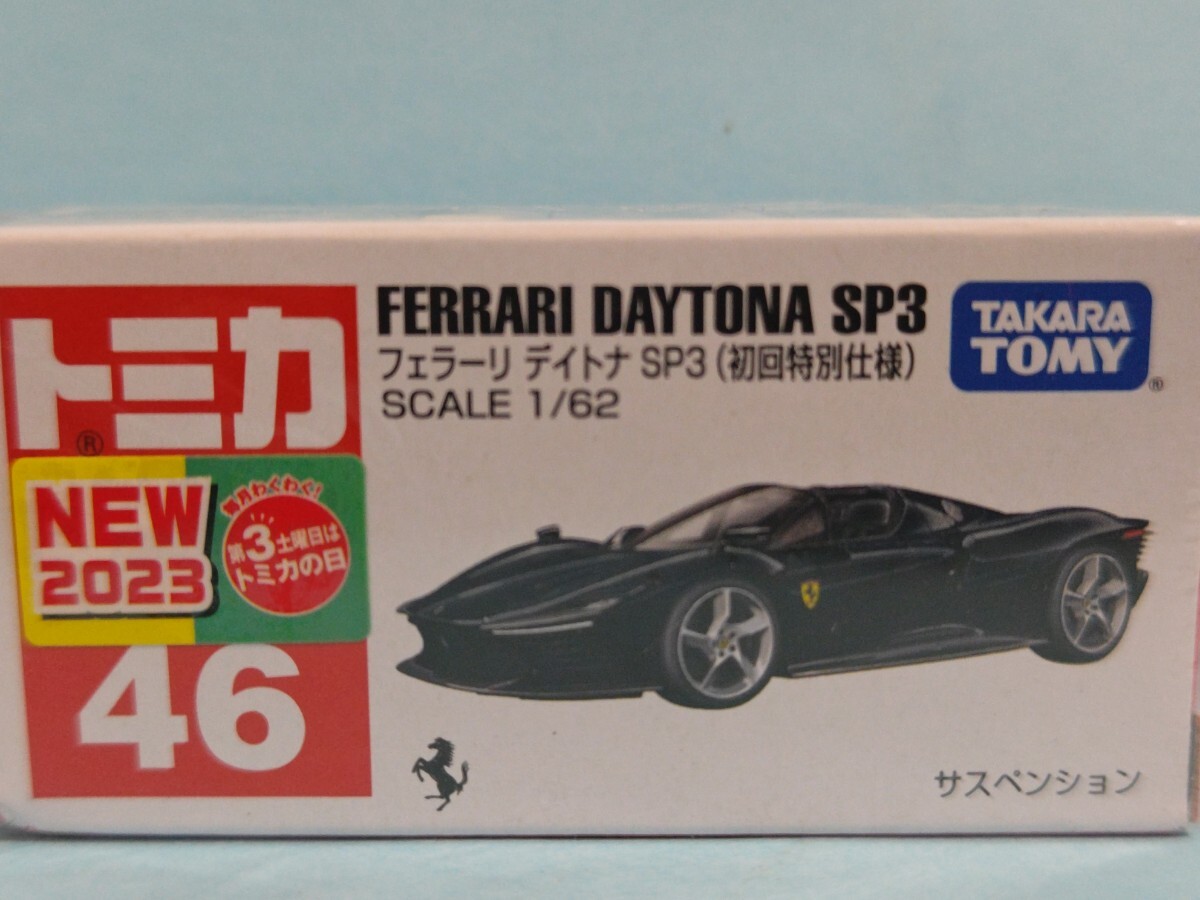 トミカ
®
NEW
2023
毎月わくわく!
第3土曜日は
トミカの日
46
FERRARI DAYTONA SP3
フェラーリ デイトナ SP3 (初回特別仕様)
SCALE 1/62
TAKARA
TOMY
®
サスペンション